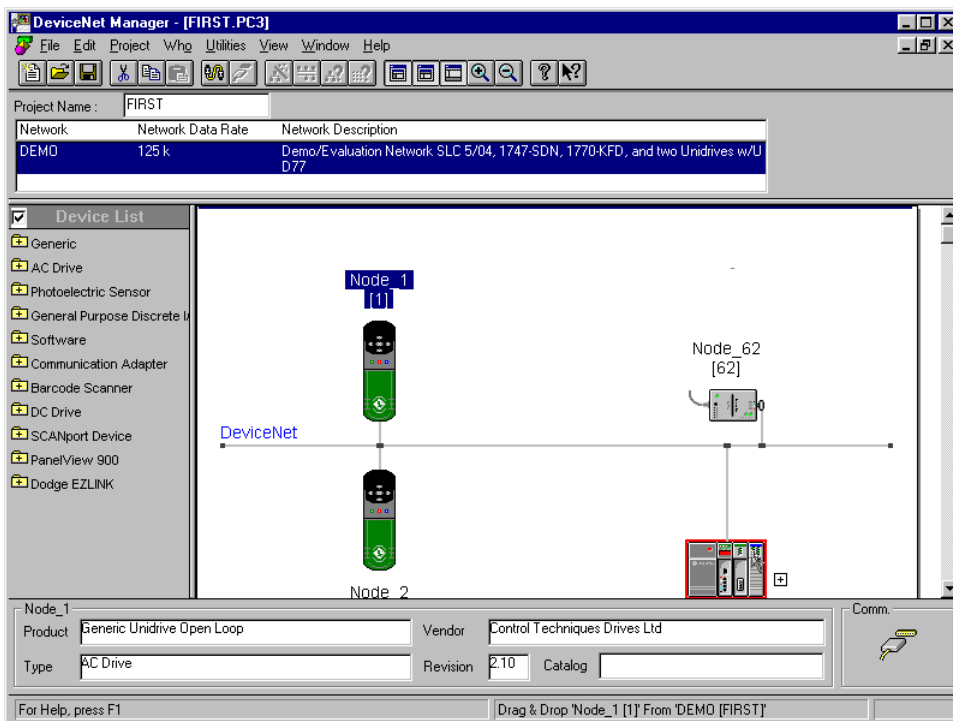 DeviceNet Manager - [FIRST.PC3]
File Edit Project Who Utilities View Window Help
Project Name : FIRST
Network Network Data Rate Network Description
DEMO 125 k Demo/Evaluation Network SLC 5/04, 1747-SDN, 1770-KFD, and two Unidrives w/U
D77
Device List
Generic
AC Drive
Photoelectric Sensor
General Purpose Discrete I/
Software
Communication Adapter
Barcode Scanner
DC Drive
SCANport Device
PanelView 900
Dodge EZLINK
Node_1
[1]
Node_62
[62]
DeviceNet
Node_2
Node_1
Product Generic Unidrive Open Loop Vendor Control Techniques Drives Ltd
Type AC Drive Revision 2.10 Catalog
Comm.
For Help, press F1 Drag & Drop 'Node_1 [1]' From 'DEMO [FIRST]'